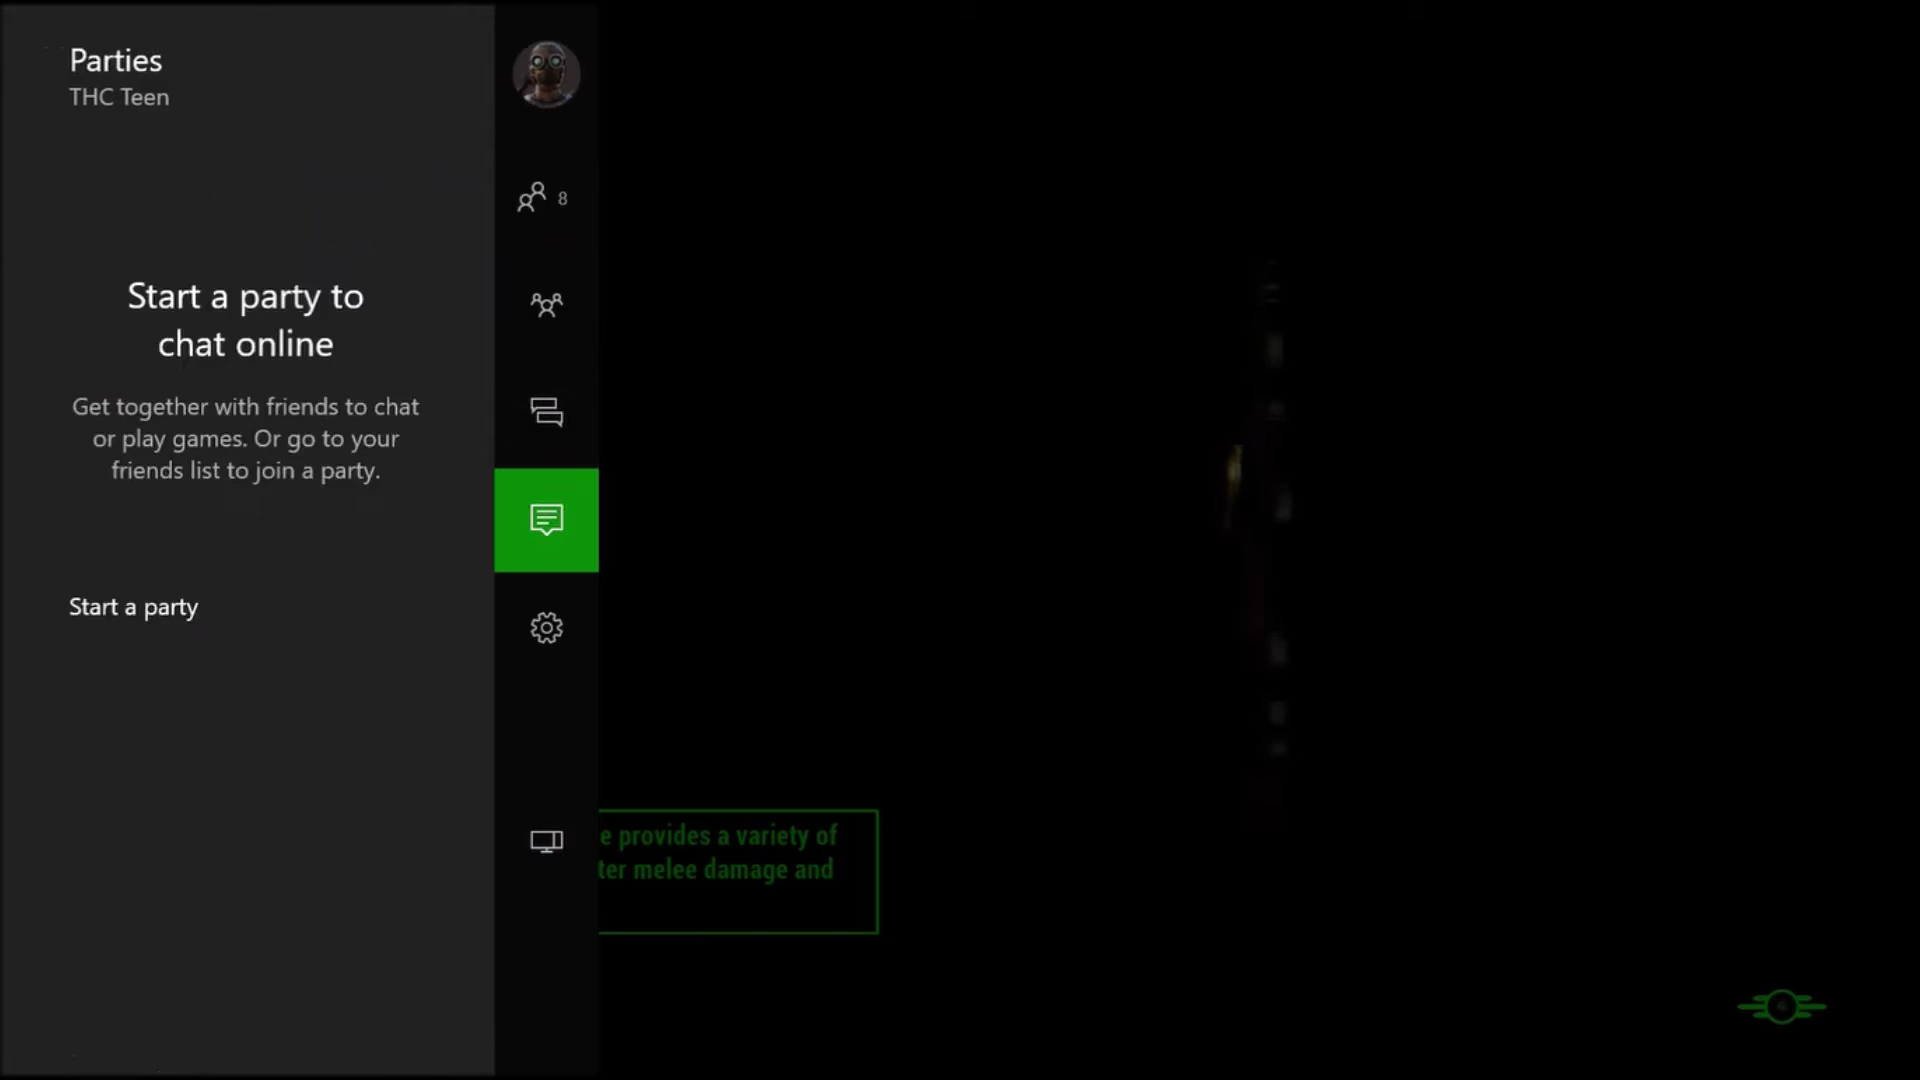 Parties
THC Teen
8
Start a party to
chat online
Get together with friends to chat
or play games. Or go to your
friends list to join a party.
Start a party
e provides a variety of
ter melee damage and